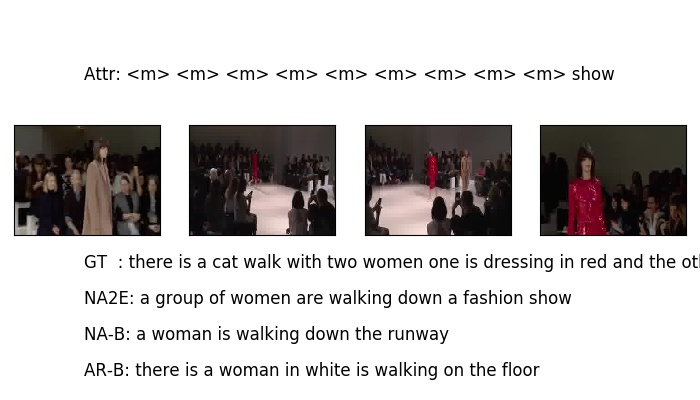 Attr: <m> <m> <m> <m> <m> <m> <m> <m> <m> show
GT : there is a cat walk with two women one is dressing in red and the
NA2E: a group of women are walking down a fashion show
NA-B: a woman is walking down the runway
AR-B: there is a woman in white is walking on the floor